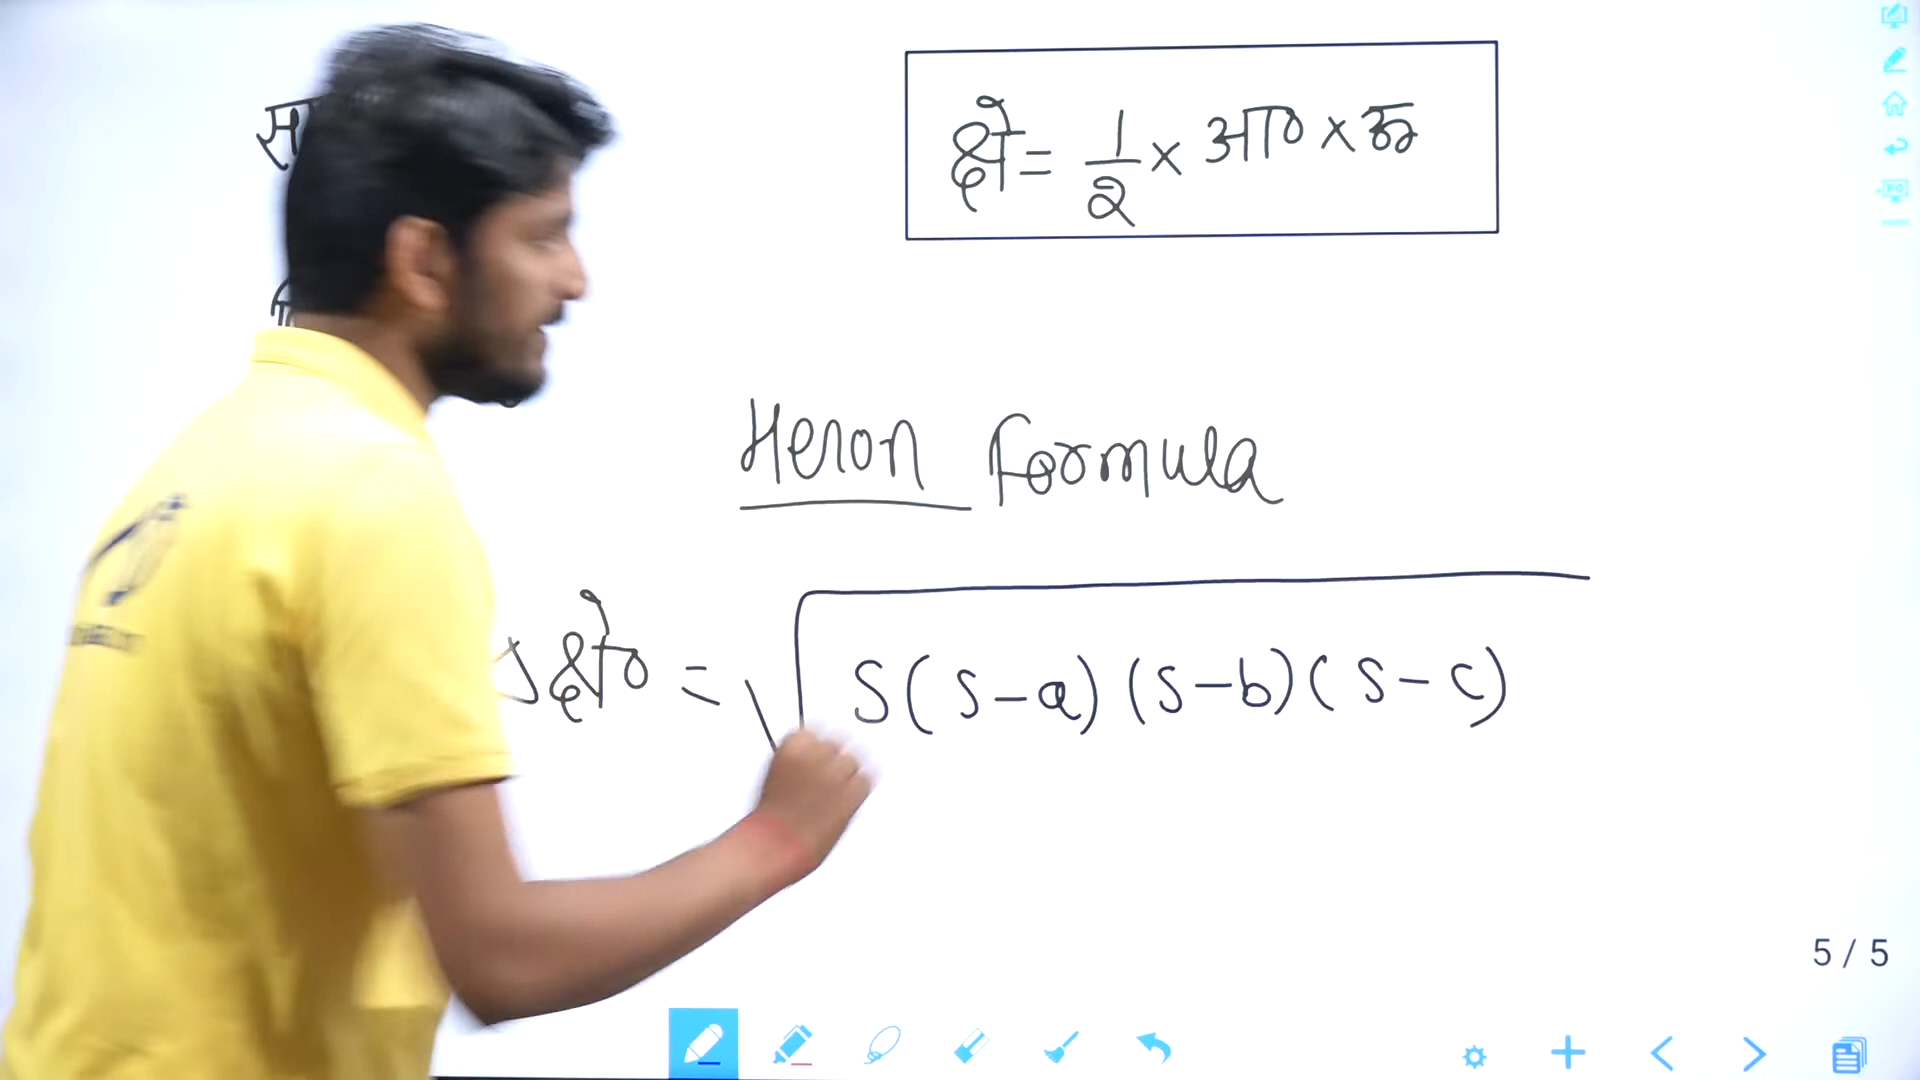 क्षे = 1/2 × आ० × ऊ
Heron Formula
क्षे० = √S(S-a)(S-b)(S-c)
5 / 5